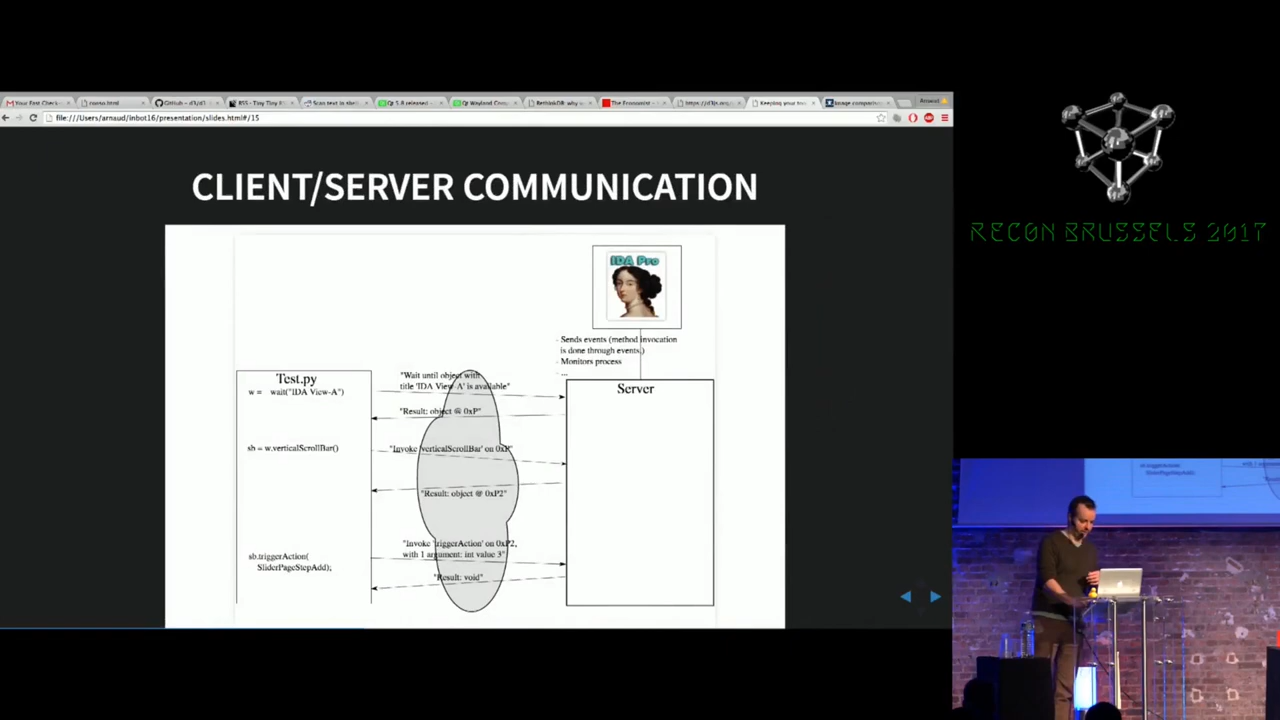 file:///Users/arnaud/inbot16/presentation/slides.html#/15
CLIENT/SERVER COMMUNICATION
IDA Pro
- Sends events (method invocation
is done through events.)
- Monitors process
- ...
Test.py
Server
w = wait("IDA View-A")
"Wait until object with
title 'IDA View-A' is available"
"Result: object @ 0xP"
sb = w.verticalScrollBar()
"Invoke 'verticalScrollBar' on 0xP"
"Result: object @ 0xP2"
sb.triggerAction(
SliderPageStepAdd);
"Invoke 'triggerAction' on 0xP2,
with 1 argument: int value 3"
"Result: void"
RECON BRUSSELS 2017